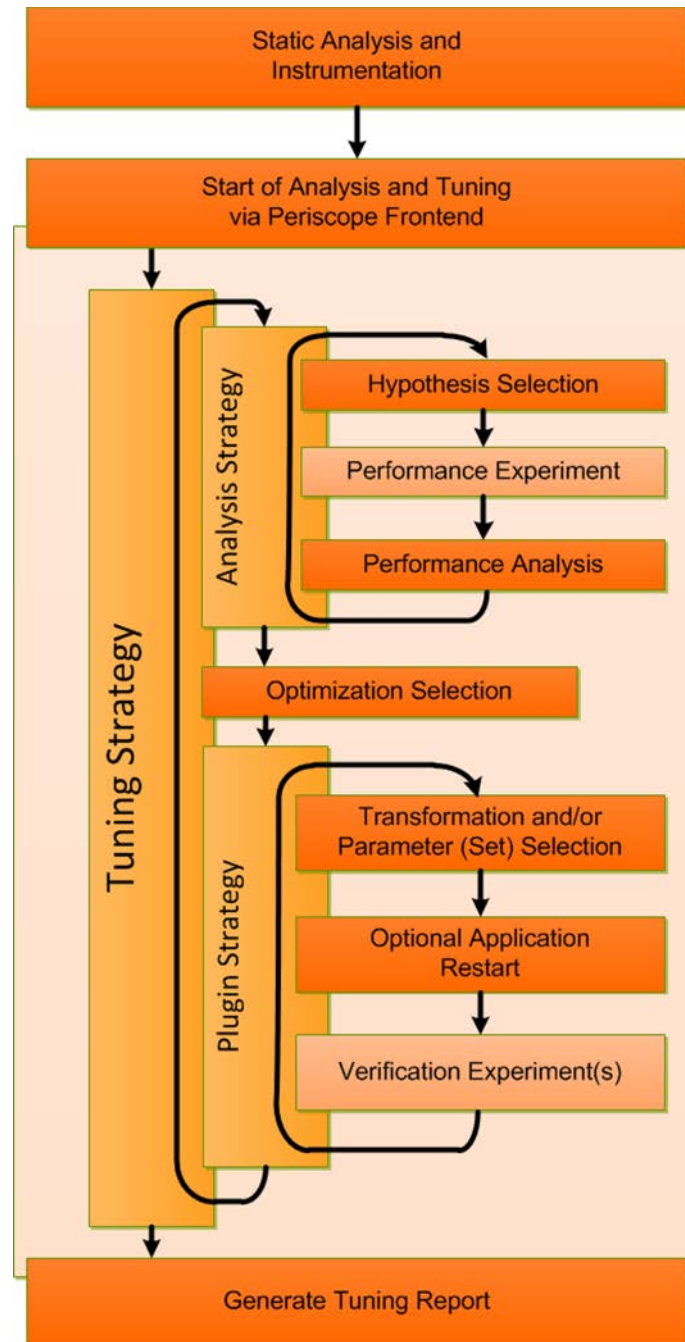 Static Analysis and
Instrumentation
Start of Analysis and Tuning
via Periscope Frontend
Tuning Strategy
Analysis Strategy
Hypothesis Selection
Performance Experiment
Performance Analysis
Optimization Selection
Plugin Strategy
Transformation and/or
Parameter (Set) Selection
Optional Application
Restart
Verification Experiment(s)
Generate Tuning Report